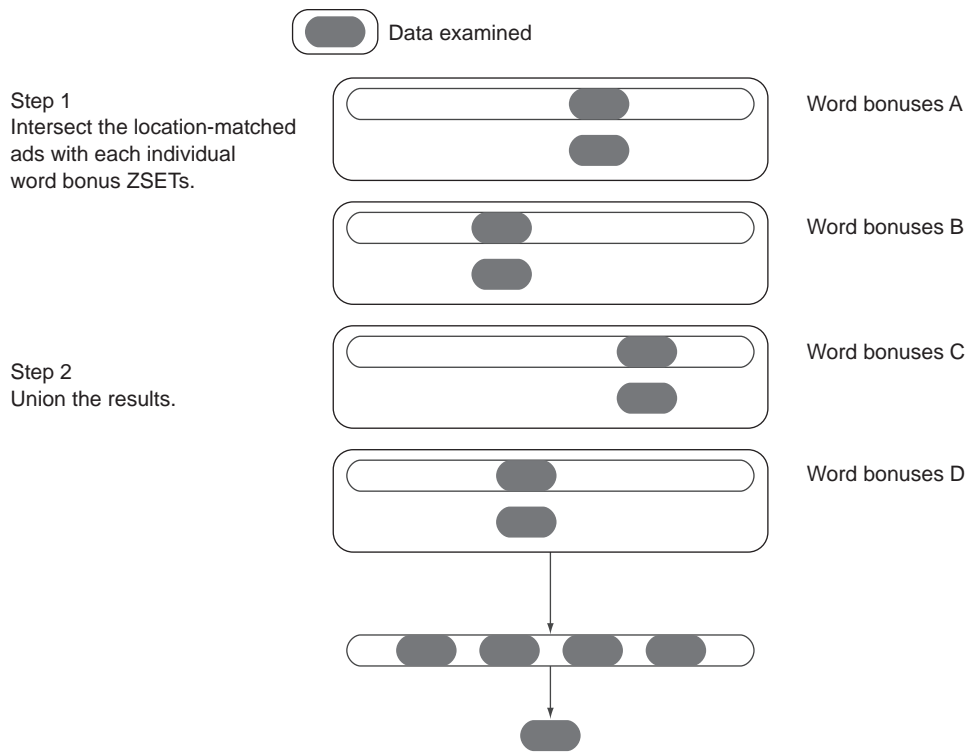 Data examined
Step 1
Intersect the location-matched
ads with each individual
word bonus ZSETs.
Word bonuses A
Word bonuses B
Word bonuses C
Step 2
Union the results.
Word bonuses D